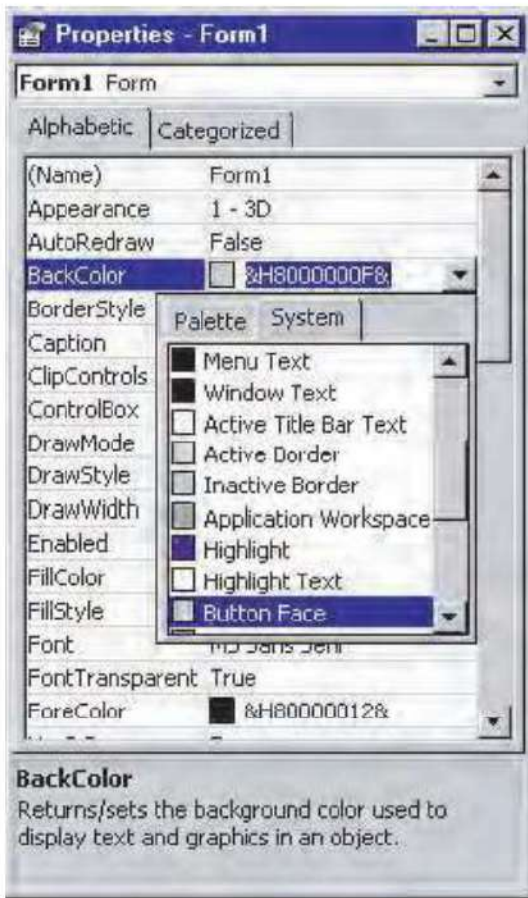 Properties - Form1
Form1 Form
Alphabetic Categorized
(Name) Form1
Appearance 1 - 3D
AutoRedraw False
BackColor &H8000000F&
BorderStyle
Caption
ClipControls
ControlBox
DrawMode
DrawStyle
DrawWidth
Enabled
FillColor
FillStyle
Palette System
Menu Text
Window Text
Active Title Bar Text
Active Border
Inactive Border
Application Workspace
Highlight
Highlight Text
Button Face
Font
FontTransparent True
ForeColor &H80000012&
BackColor
Returns/sets the background color used to
display text and graphics in an object.